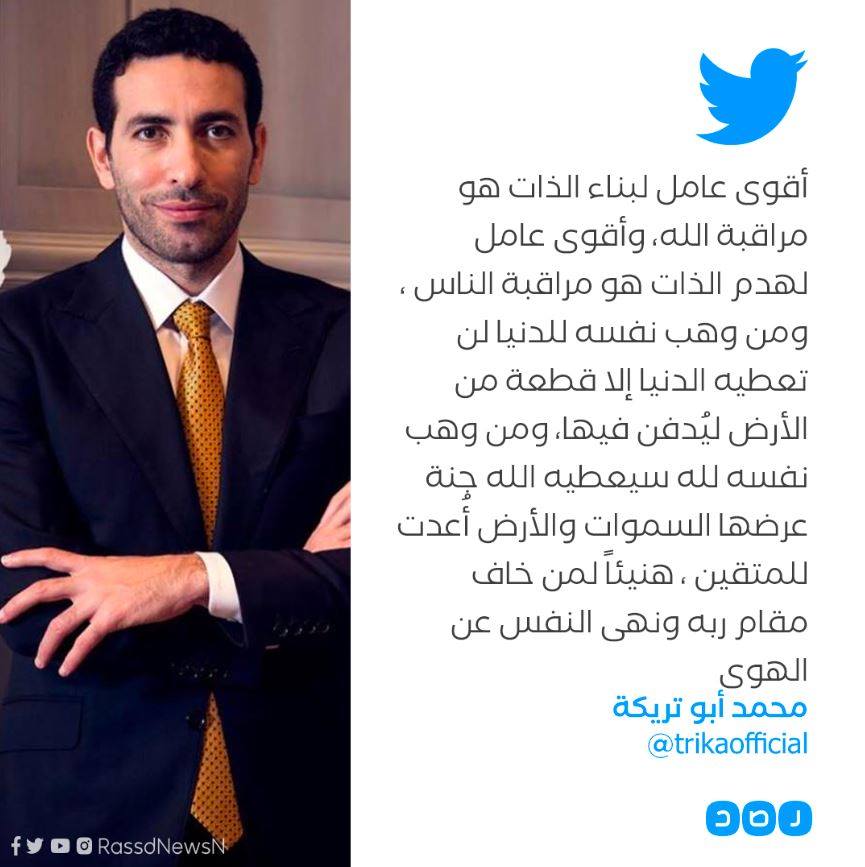 أقوى عامل لبناء الذات هو
مراقبة الله، وأقوى عامل
لهدم الذات هو مراقبة الناس ،
ومن وهب نفسه للدنيا لن
تعطيه الدنيا إلا قطعة من
الأرض ليُدفن فيها، ومن وهب
نفسه لله سيعطيه الله جنة
عرضها السموات والأرض أُعدت
للمتقين ، هنيئاً لمن خاف
مقام ربه ونهى النفس عن
الهوى
محمد أبو تريكة
@trikaofficial
رصد
RassdNewsN